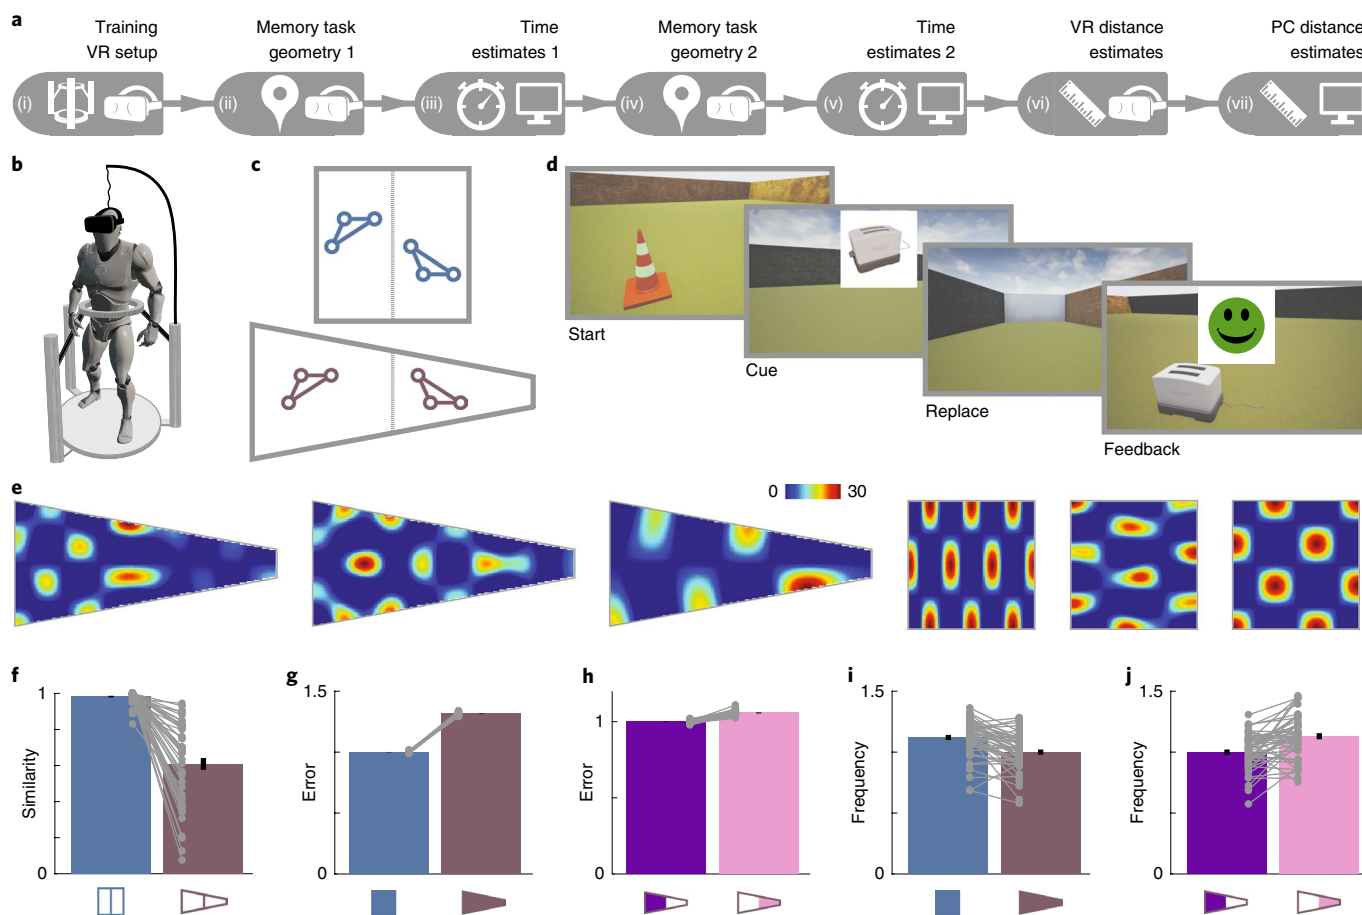 a
Training
VR setup
Memory task
geometry 1
Time
estimates 1
Memory task
geometry 2
Time
estimates 2
VR distance
estimates
PC distance
estimates
(i)
(ii)
(iii)
(iv)
(v)
(vi)
(vii)
b
c
d
Start
Cue
Replace
Feedback
e
0
30
f
1
Similarity
0
g
1.5
Error
0
h
1
Error
0
i
1.5
Frequency
0
j
1.5
Frequency
0